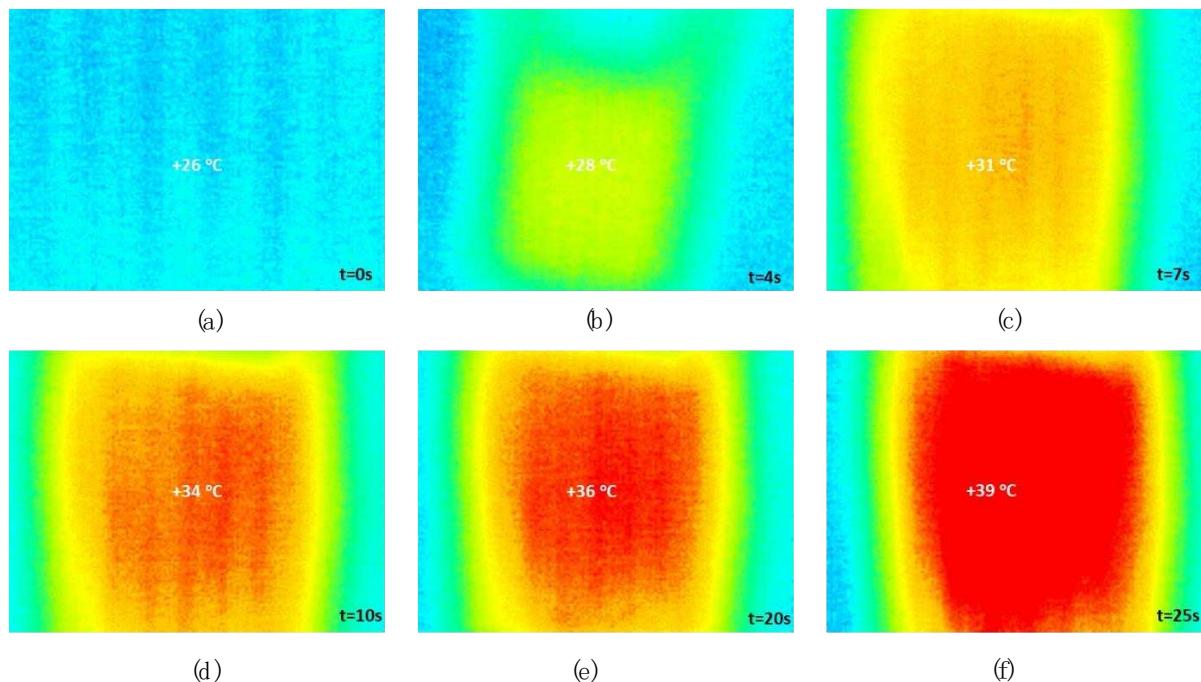 +26 °C
t=0s
(a)
+28 °C
t=4s
(b)
+31 °C
t=7s
(c)
+34 °C
t=10s
(d)
+36 °C
t=20s
(e)
+39 °C
t=25s
(f)